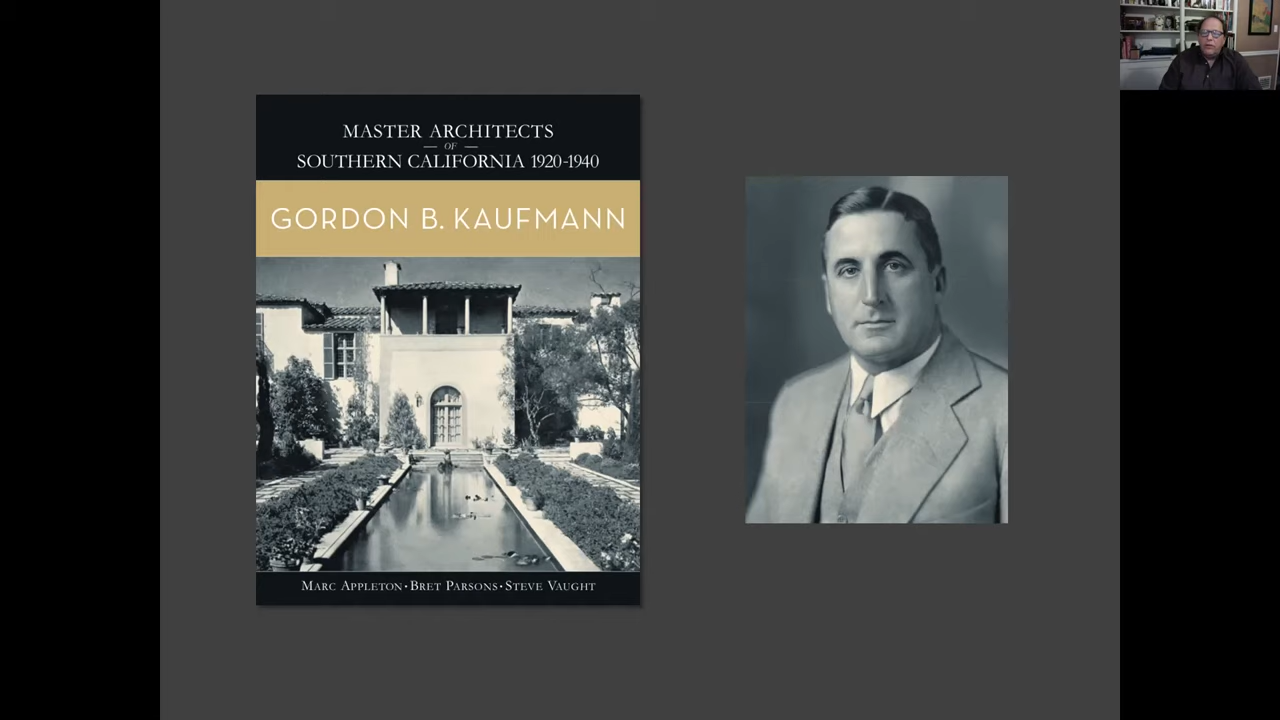 MASTER ARCHITECTS
— OF —
SOUTHERN CALIFORNIA 1920-1940
GORDON B. KAUFMANN
MARC APPLETON • BRET PARSONS • STEVE VAUGHT